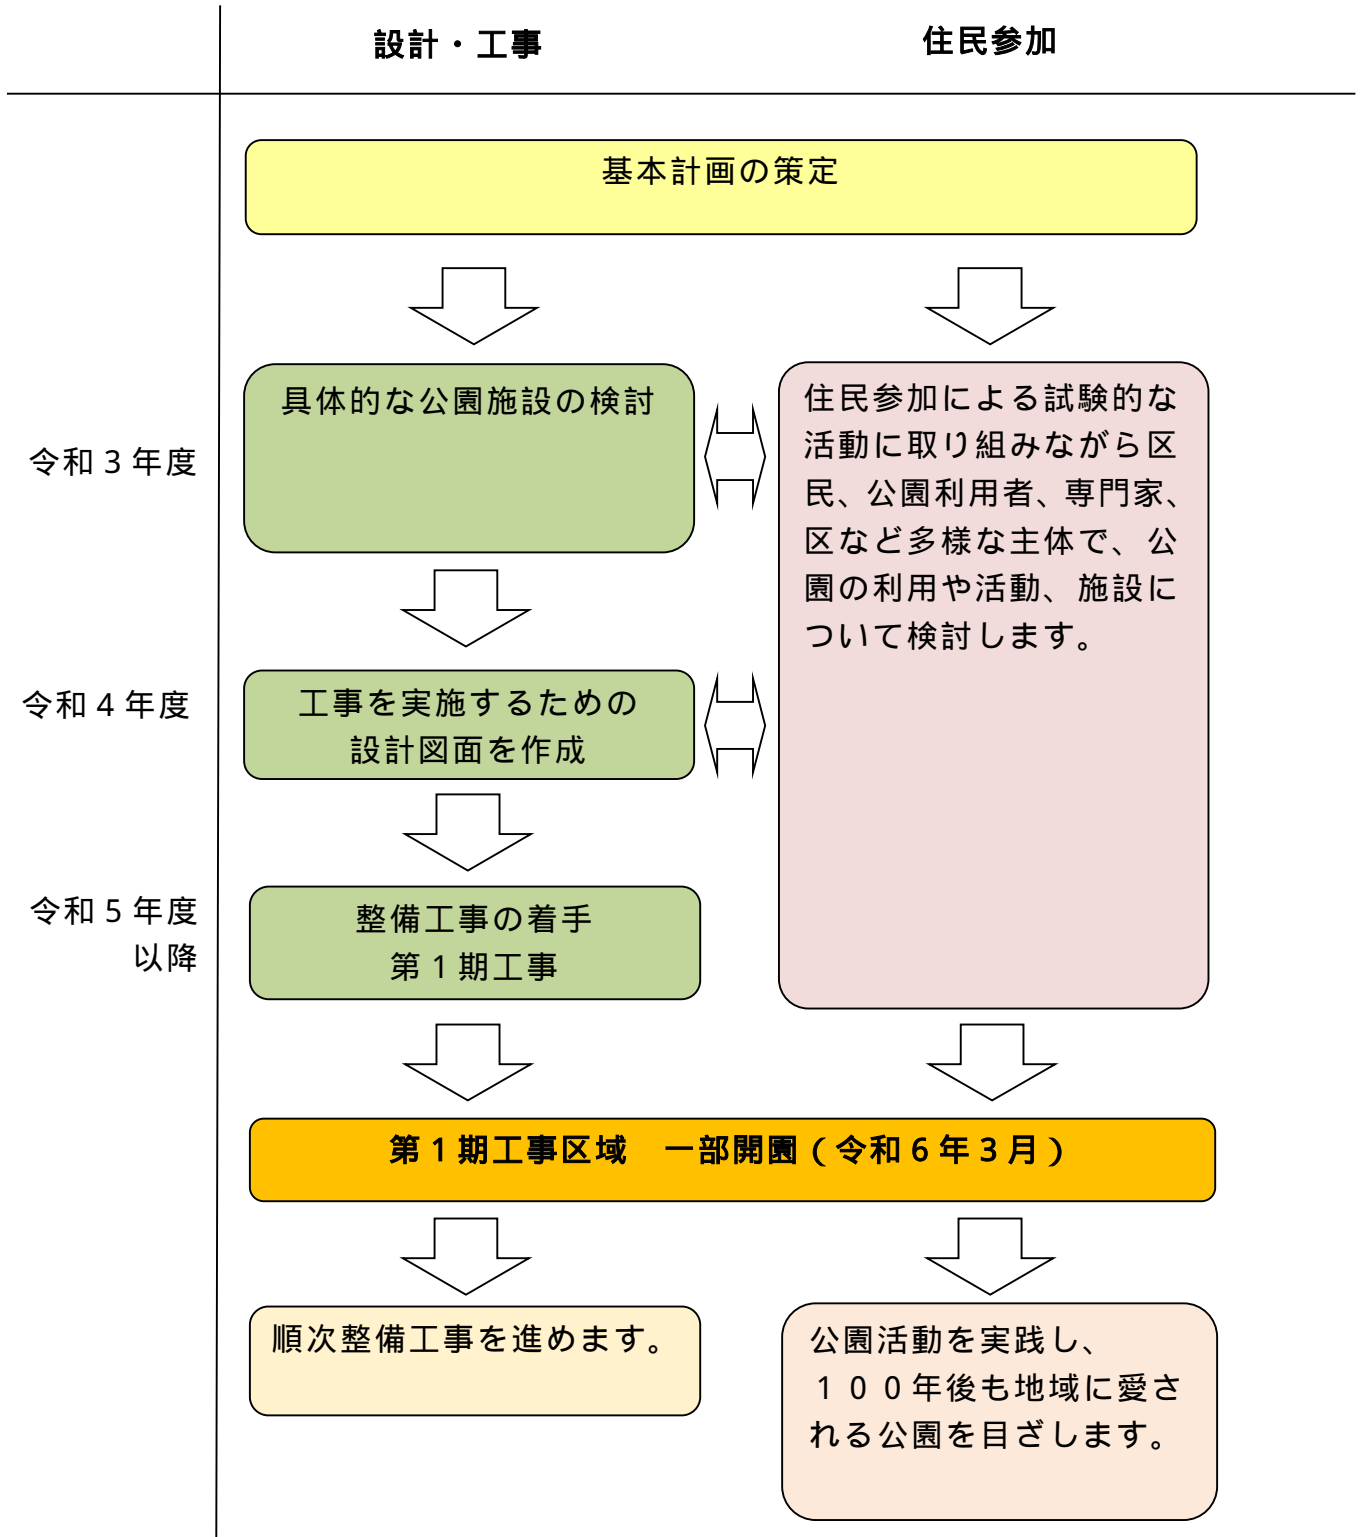 設計・工事
住民参加
基本計画の策定
令和３年度
具体的な公園施設の検討
住民参加による試験的な
活動に取り組みながら区
民、公園利用者、専門家、
区など多様な主体で、公
園の利用や活動、施設に
ついて検討します。
令和４年度
工事を実施するための
設計図面を作成
令和５年度
以降
整備工事の着手
第１期工事
第１期工事区域　一部開園（令和６年３月）
順次整備工事を進めます。
公園活動を実践し、
１００年後も地域に愛さ
れる公園を目ざします。